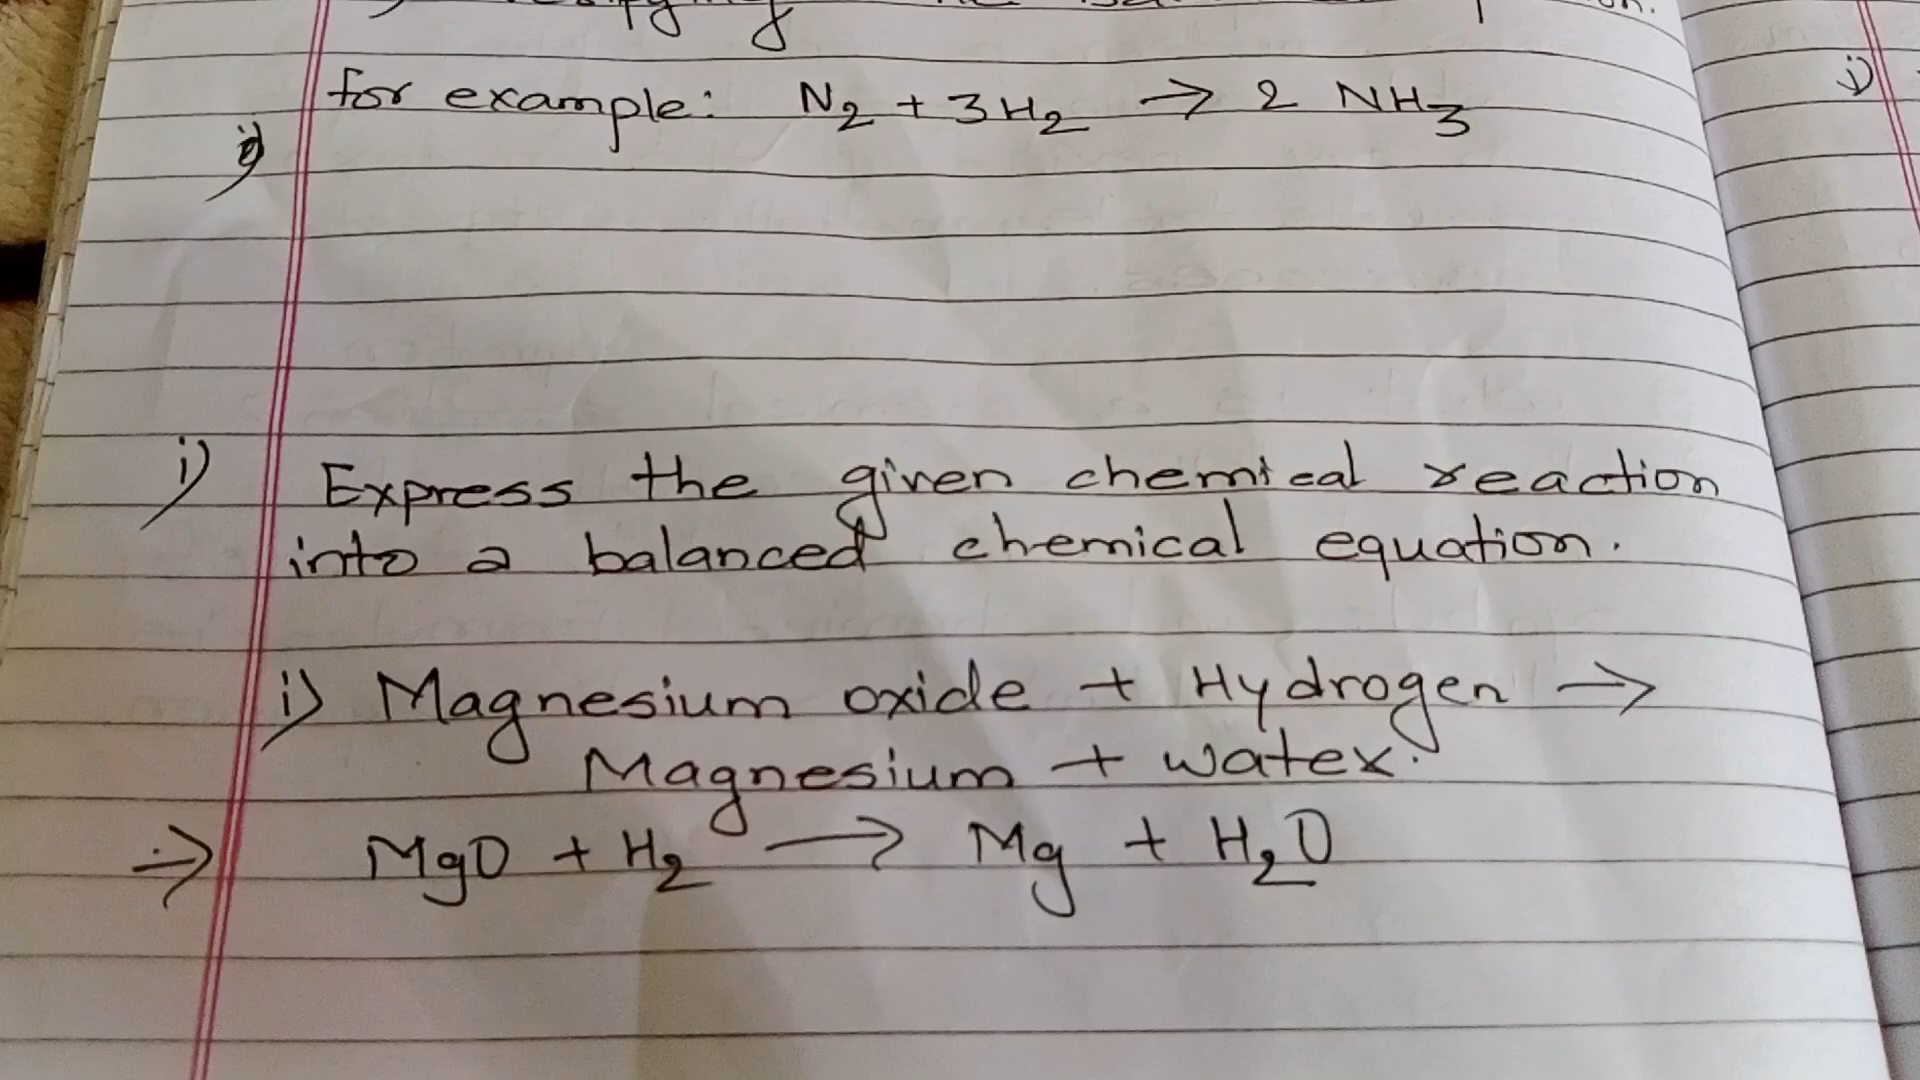 for example: N₂ + 3H₂ → 2 NH₃
i) Express the given chemical reaction
into a balanced chemical equation.
i) Magnesium oxide + Hydrogen →
Magnesium + water.
⇒ MgO + H₂ → Mg + H₂O